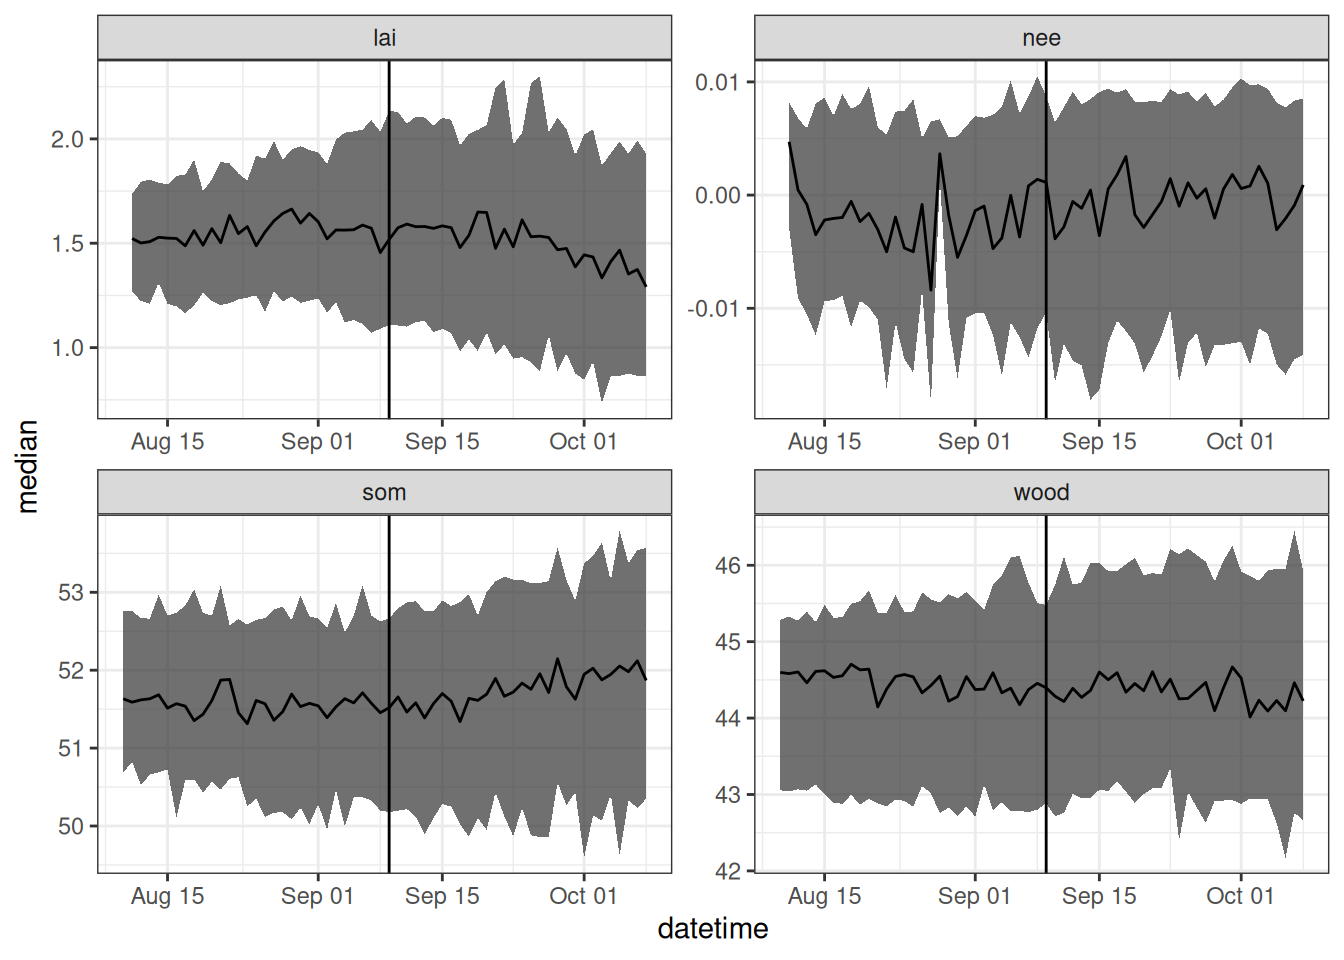 lai
nee
2.0
1.5
1.0
0.01
0.00
-0.01
Aug 15
Sep 01
Sep 15
Oct 01
Aug 15
Sep 01
Sep 15
Oct 01
median
som
wood
53
52
51
50
46
45
44
43
42
Aug 15
Sep 01
Sep 15
Oct 01
Aug 15
Sep 01
Sep 15
Oct 01
datetime